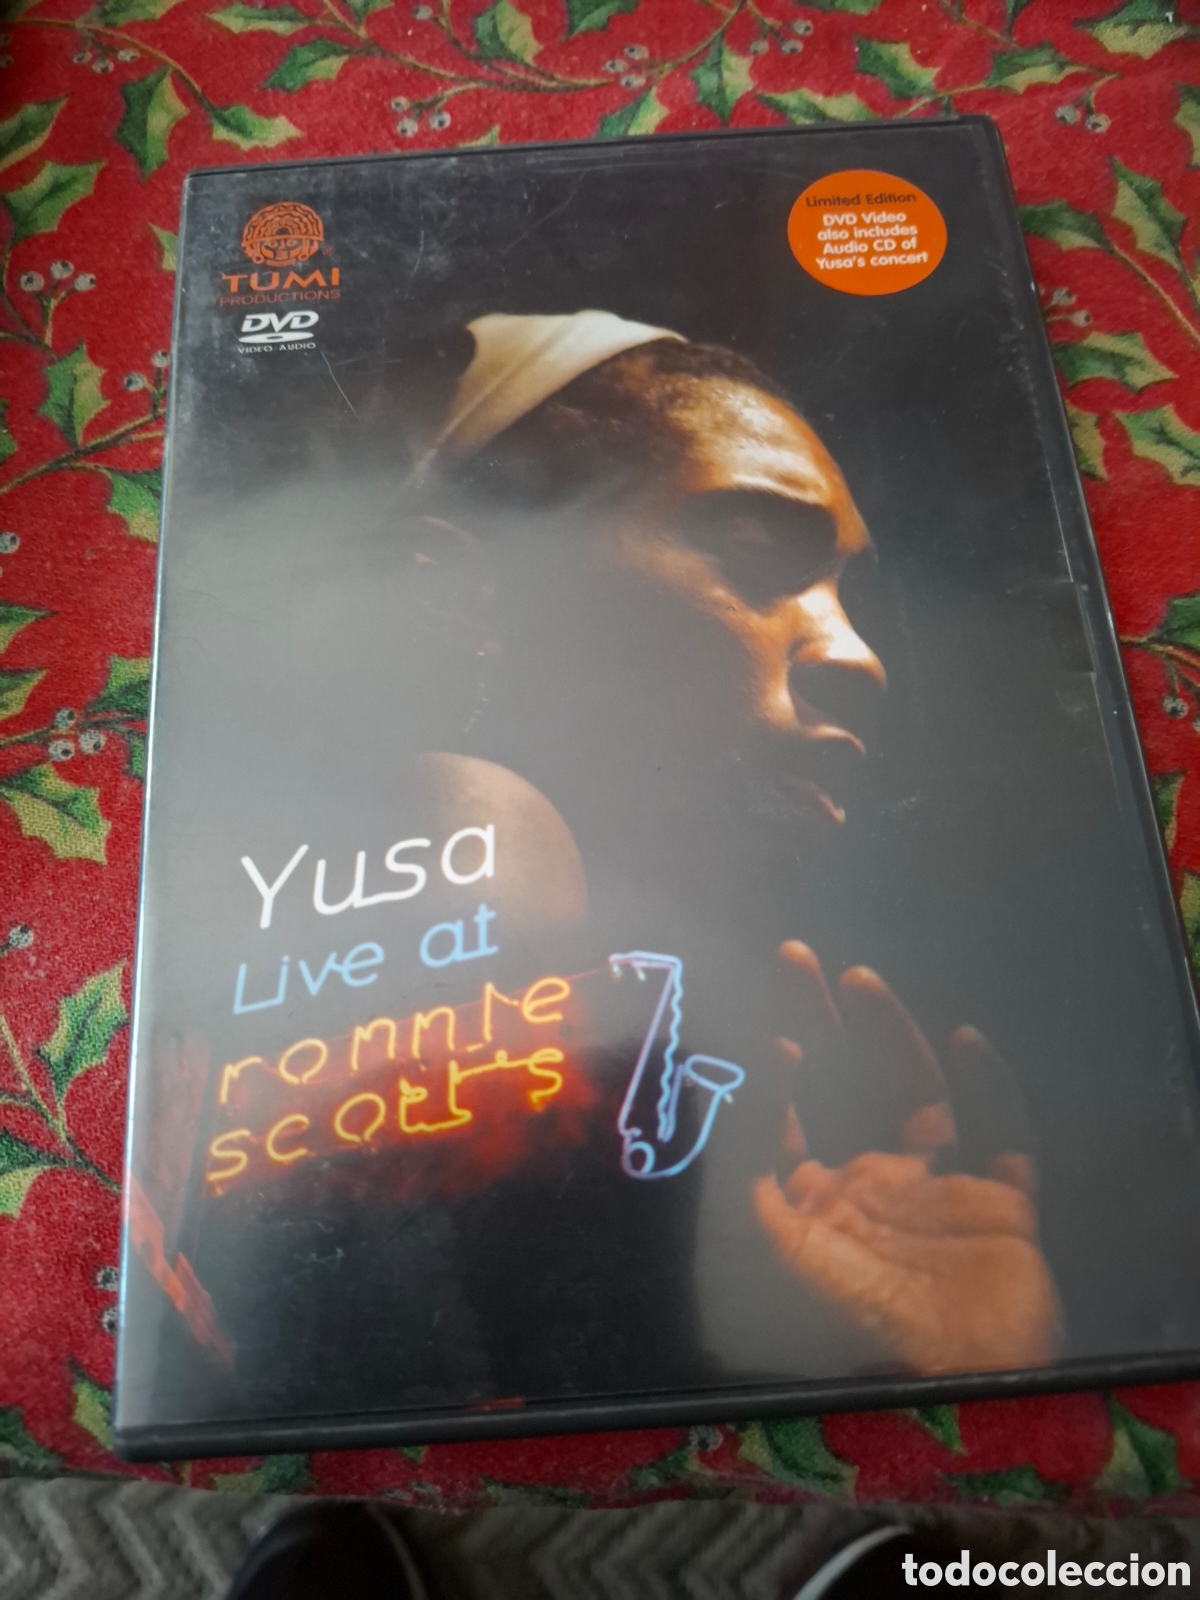 TUMI
PRODUCTIONS
DVD
VIDEO AUDIO
Limited Edition
DVD Video
also includes
Audio CD of
Yusa's concert
Yusa
Live at
ronnie
scott's
todocoleccion